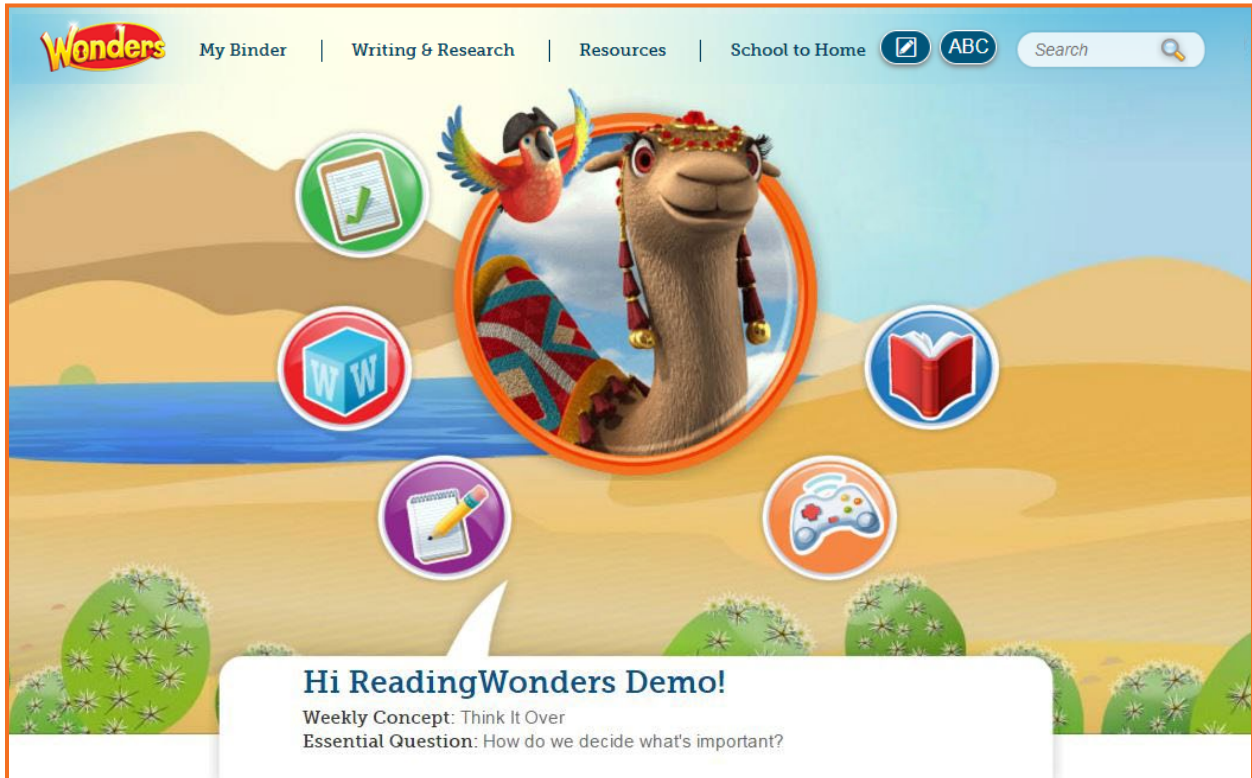 Wonders
My Binder | Writing & Research | Resources | School to Home ABC Search
W W
Hi ReadingWonders Demo!
Weekly Concept: Think It Over
Essential Question: How do we decide what's important?